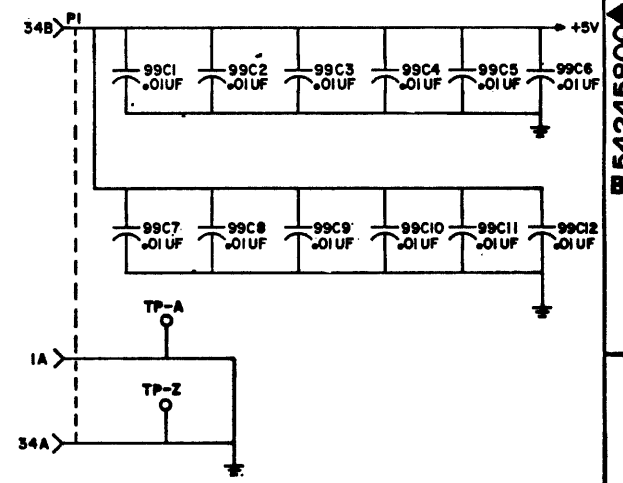 34B P1
+5V
99C1 .01UF
99C2 .01UF
99C3 .01UF
99C4 .01UF
99C5 .01UF
99C6 .01UF
99C7 .01UF
99C8 .01UF
99C9 .01UF
99C10 .01UF
99C11 .01UF
99C12 .01UF
TP-A
1A
TP-Z
34A